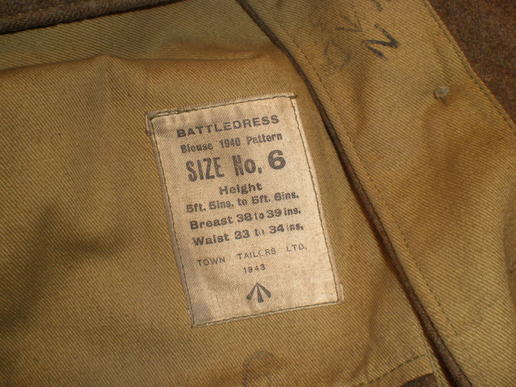 BATTLEDRESS
Blouse 1940 Pattern
SIZE No. 6
Height
5ft. 5ins. to 5ft. 6ins.
Breast 38 to 39 ins.
Waist 33 to 34 ins.
TOWN TAILORS LTD.
1943